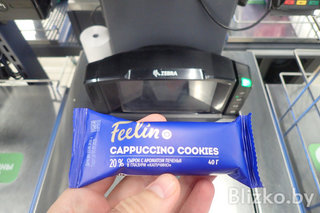 ZEBRA
Feelin
CAPPUCCINO COOKIES
20% СЫРОК С АРОМАТОМ ПЕЧЕНЬЯ
В ГЛАЗУРИ «КАПУЧИНО» 40 Г
Blizko.by